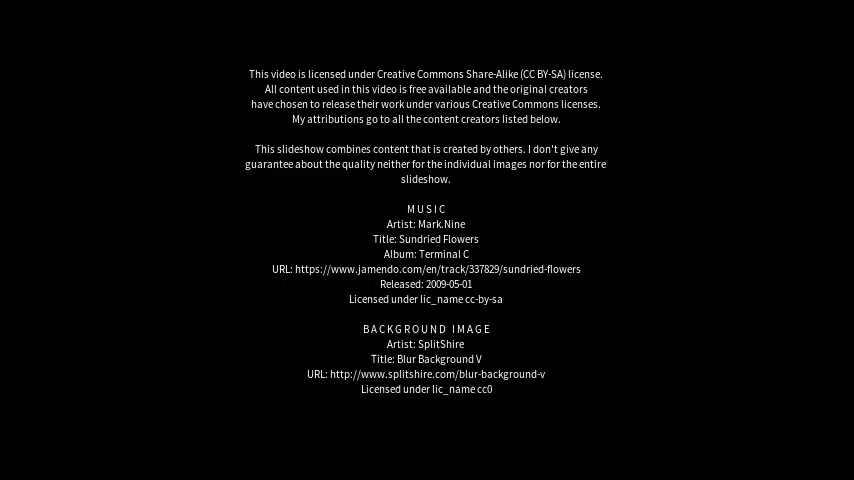 This video is licensed under Creative Commons Share-Alike (CC BY-SA) license.
All content used in this video is free available and the original creators
have chosen to release their work under various Creative Commons licenses.
My attributions go to all the content creators listed below.
This slideshow combines content that is created by others. I don't give any
guarantee about the quality neither for the individual images nor for the entire
slideshow.
MUSIC
Artist: Mark.Nine
Title: Sundried Flowers
Album: Terminal C
URL: https://www.jamendo.com/en/track/337829/sundried-flowers
Released: 2009-05-01
Licensed under lic_name cc-by-sa
BACKGROUND IMAGE
Artist: SplitShire
Title: Blur Background V
URL: http://www.splitshire.com/blur-background-v
Licensed under lic_name cc0